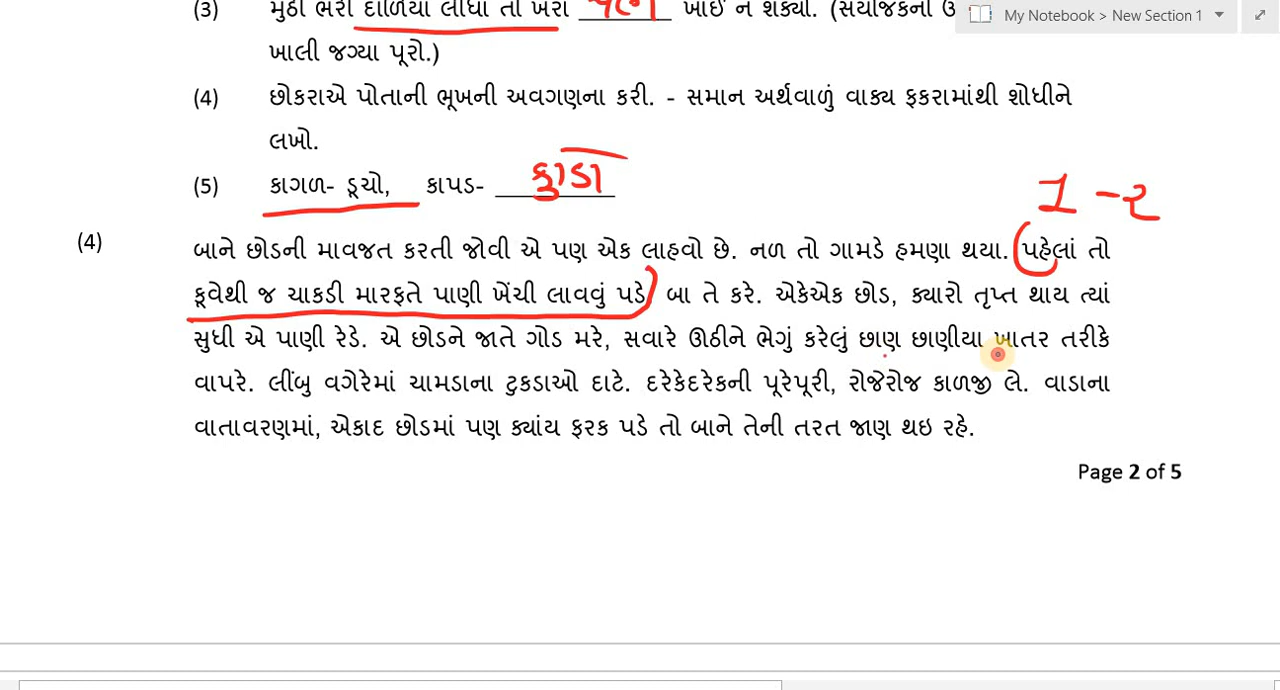 (3) મુઠી ભરી દાળિયા લીધા તો ખરા ખાઈ ન શક્યો. (સંયોજકની
My Notebook > New Section 1
ખાલી જગ્યા પૂરો.)
(4) છોકરાએ પોતાની ભૂખની અવગણના કરી. - સમાન અર્થવાળું વાક્ય ફકરામાંથી શોધીને
લખો.
(5) કાગળ- ડૂચો, કાપડ-
1 -૨
(4) બાને છોડની માવજત કરતી જોવી એ પણ એક લાહવો છે. નળ તો ગામડે હમણા થયા. પહેલાં તો
કૂવેથી જ ચાકડી મારફતે પાણી ખેંચી લાવવું પડે બા તે કરે. એકેએક છોડ, ક્યારો તૃપ્ત થાય ત્યાં
સુધી એ પાણી રેડે. એ છોડને જાતે ગોડ મરે, સવારે ઊઠીને ભેગું કરેલું છાણ છાણીયા ખાતર તરીકે
વાપરે. લીંબુ વગેરેમાં ચામડાના ટુકડાઓ દાટે. દરેકેદરેકની પૂરેપૂરી, રોજેરોજ કાળજી લે. વાડાના
વાતાવરણમાં, એકાદ છોડમાં પણ ક્યાંય ફરક પડે તો બાને તેની તરત જાણ થઇ રહે.
Page 2 of 5